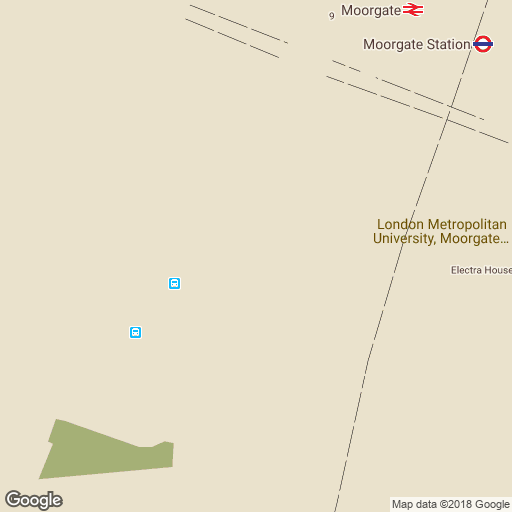 Moorgate
9
Moorgate Station
London Metropolitan
University, Moorgate...
Electra House
Google
Map data ©2018 Google